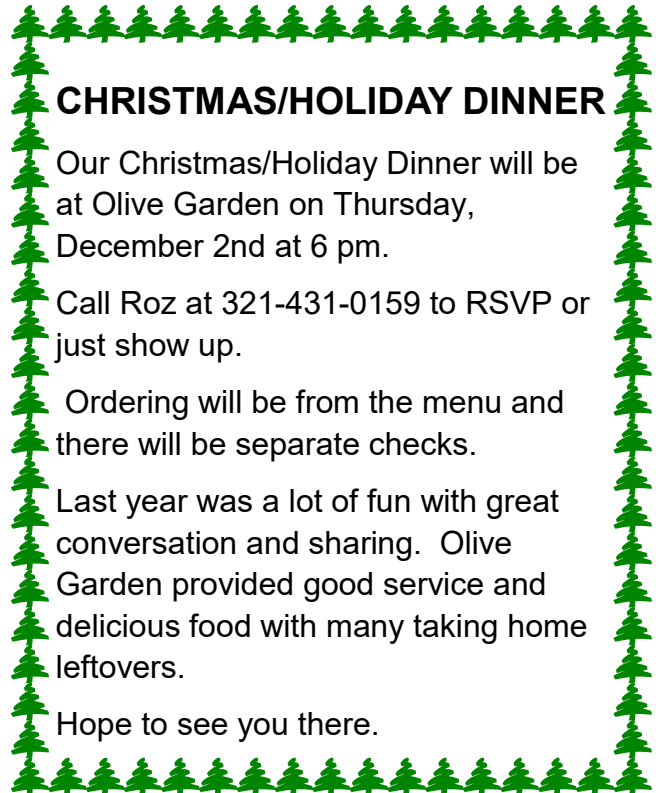 CHRISTMAS/HOLIDAY DINNER
Our Christmas/Holiday Dinner will be
at Olive Garden on Thursday,
December 2nd at 6 pm.
Call Roz at 321-431-0159 to RSVP or
just show up.
Ordering will be from the menu and
there will be separate checks.
Last year was a lot of fun with great
conversation and sharing.  Olive
Garden provided good service and
delicious food with many taking home
leftovers.
Hope to see you there.